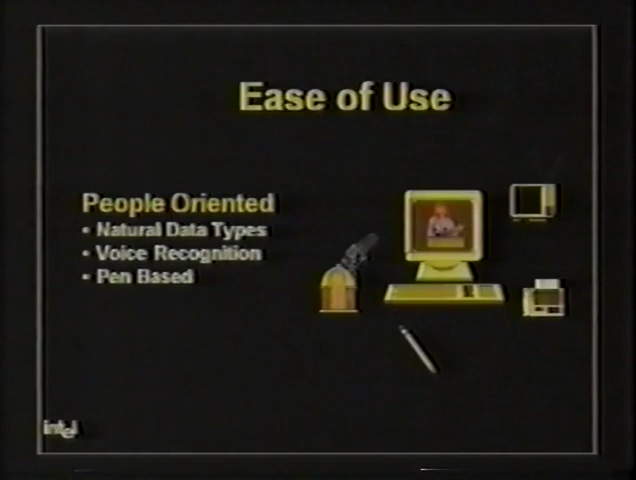 Ease of Use
People Oriented
• Natural Data Types
• Voice Recognition
• Pen Based
intel